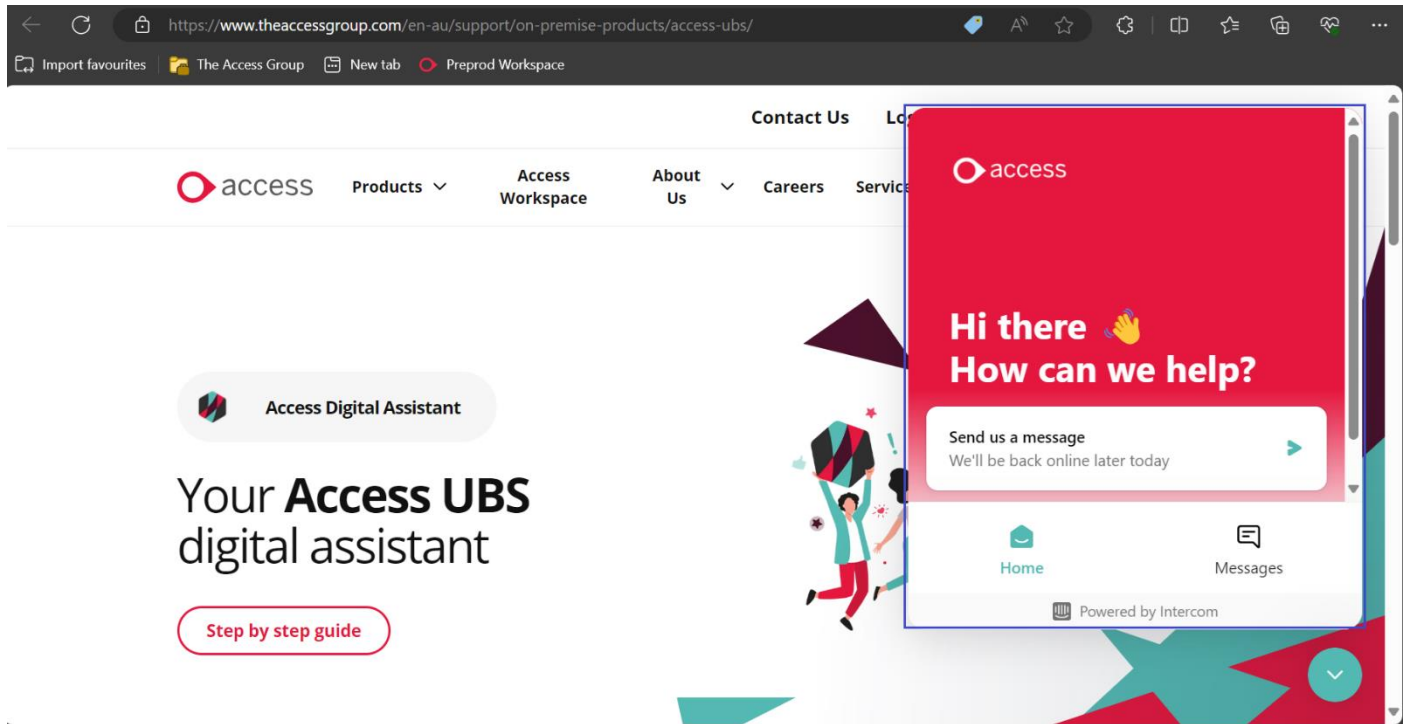 https://www.theaccessgroup.com/en-au/support/on-premise-products/access-ubs/
Import favourites The Access Group New tab Preprod Workspace
Contact Us
access
Products
Access
Workspace
About
Us
Careers
Access Digital Assistant
Your Access UBS
digital assistant
Step by step guide
access
Hi there 👋
How can we help?
Send us a message
We'll be back online later today
Home
Messages
Powered by Intercom